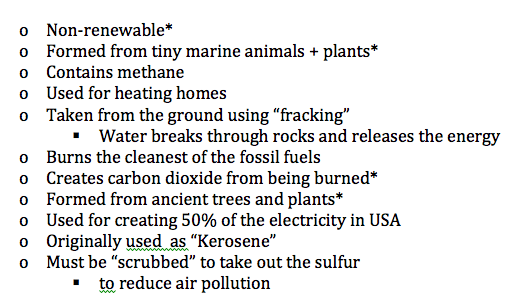 o Non-renewable*
o Formed from tiny marine animals + plants*
o Contains methane
o Used for heating homes
o Taken from the ground using “fracking”
▪ Water breaks through rocks and releases the energy
o Burns the cleanest of the fossil fuels
o Creates carbon dioxide from being burned*
o Formed from ancient trees and plants*
o Used for creating 50% of the electricity in USA
o Originally used  as “Kerosene”
o Must be “scrubbed” to take out the sulfur
▪ to reduce air pollution